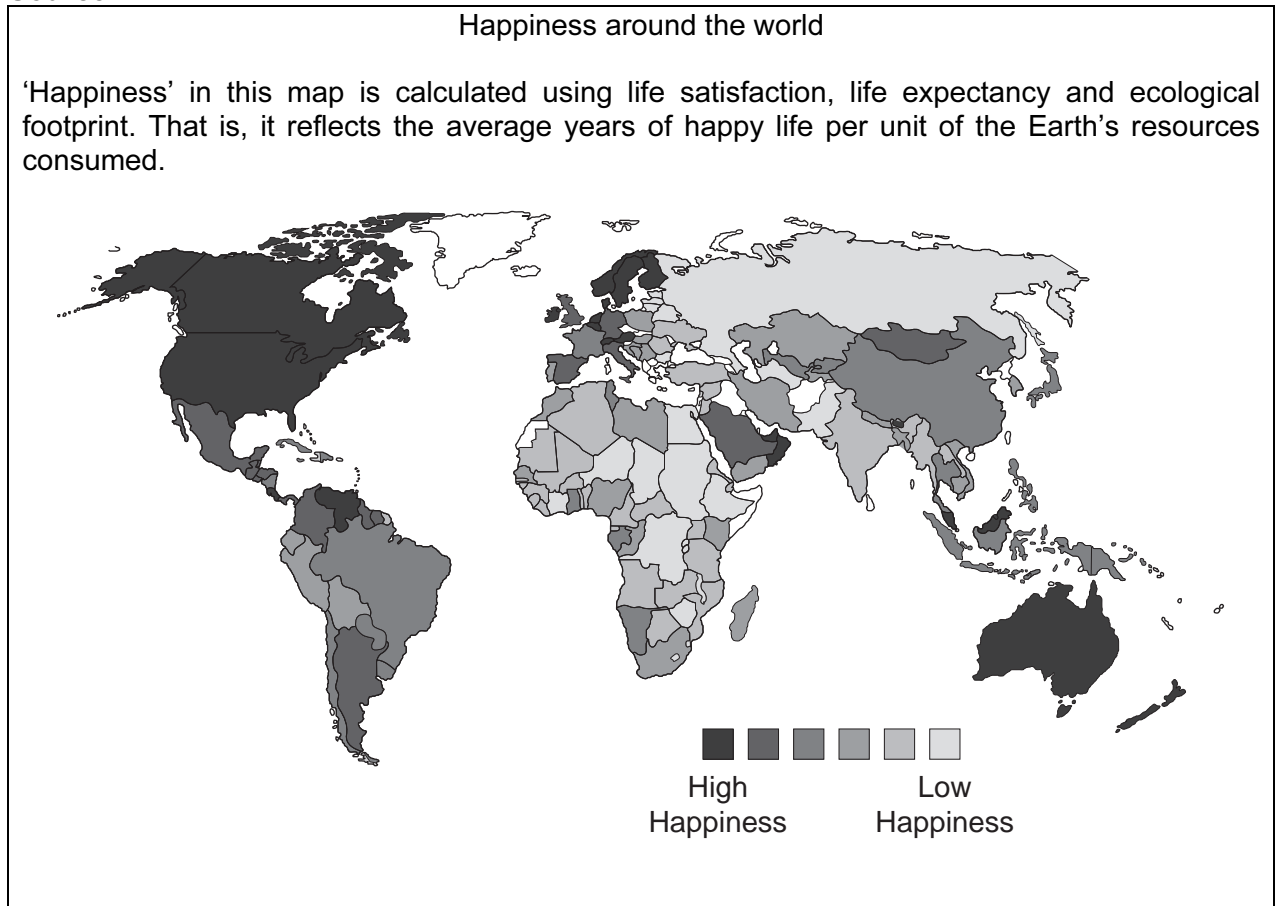 Happiness around the world
‘Happiness’ in this map is calculated using life satisfaction, life expectancy and ecological
footprint. That is, it reflects the average years of happy life per unit of the Earth’s resources
consumed.
High Low
Happiness Happiness